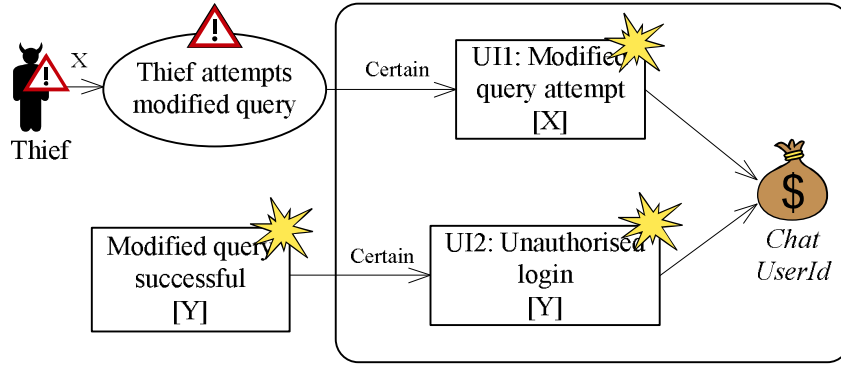 X
Thief
Thief attempts
modified query
Certain
UI1: Modified
query attempt
[X]
Modified query
successful
[Y]
Certain
UI2: Unauthorised
login
[Y]
$
Chat
UserId